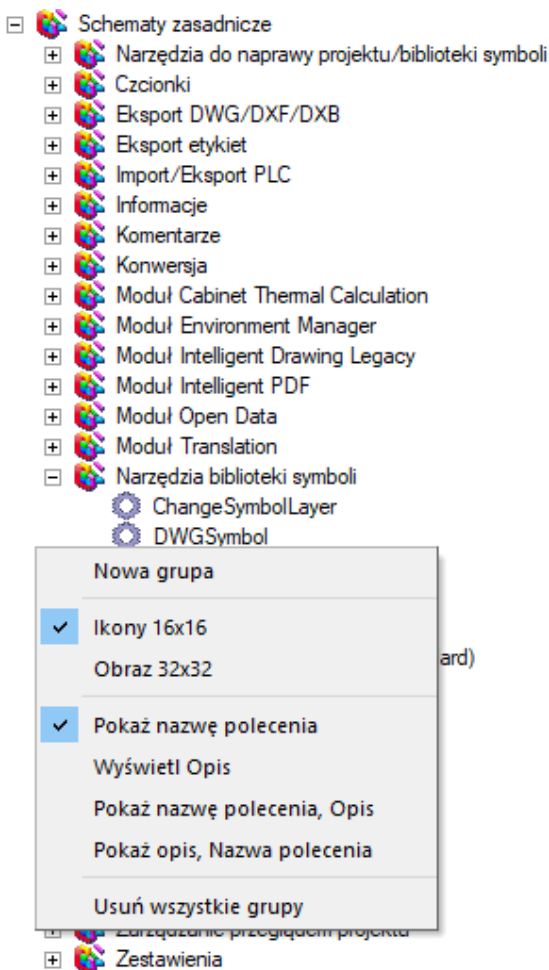 Schematy zasadnicze
Narzędzia do naprawy projektu/biblioteki symboli
Czcionki
Eksport DWG/DXF/DXB
Eksport etykiet
Import/Eksport PLC
Informacje
Komentarze
Konwersja
Moduł Cabinet Thermal Calculation
Moduł Environment Manager
Moduł Intelligent Drawing Legacy
Moduł Intelligent PDF
Moduł Open Data
Moduł Translation
Narzędzia biblioteki symboli
ChangeSymbolLayer
DWGSymbol
Nowa grupa
Ikony 16x16
Obraz 32x32
ard)
Pokaż nazwę polecenia
Wyświetl Opis
Pokaż nazwę polecenia, Opis
Pokaż opis, Nazwa polecenia
Usuń wszystkie grupy
Zarządzanie przeglądem projektu
Zestawienia